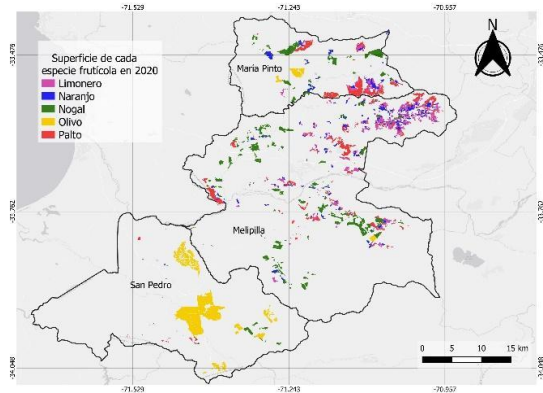 -71.529
-71.243
-70.957
N
-33.476
-33.476
Superficie de cada
especie frutícola en 2020
Limonero
Naranjo
Nogal
Olivo
Palto
María Pinto
-33.762
-33.762
Melipilla
San Pedro
0 5 10 15 km
-34.048
-34.048
-71.529
-71.243
-70.957